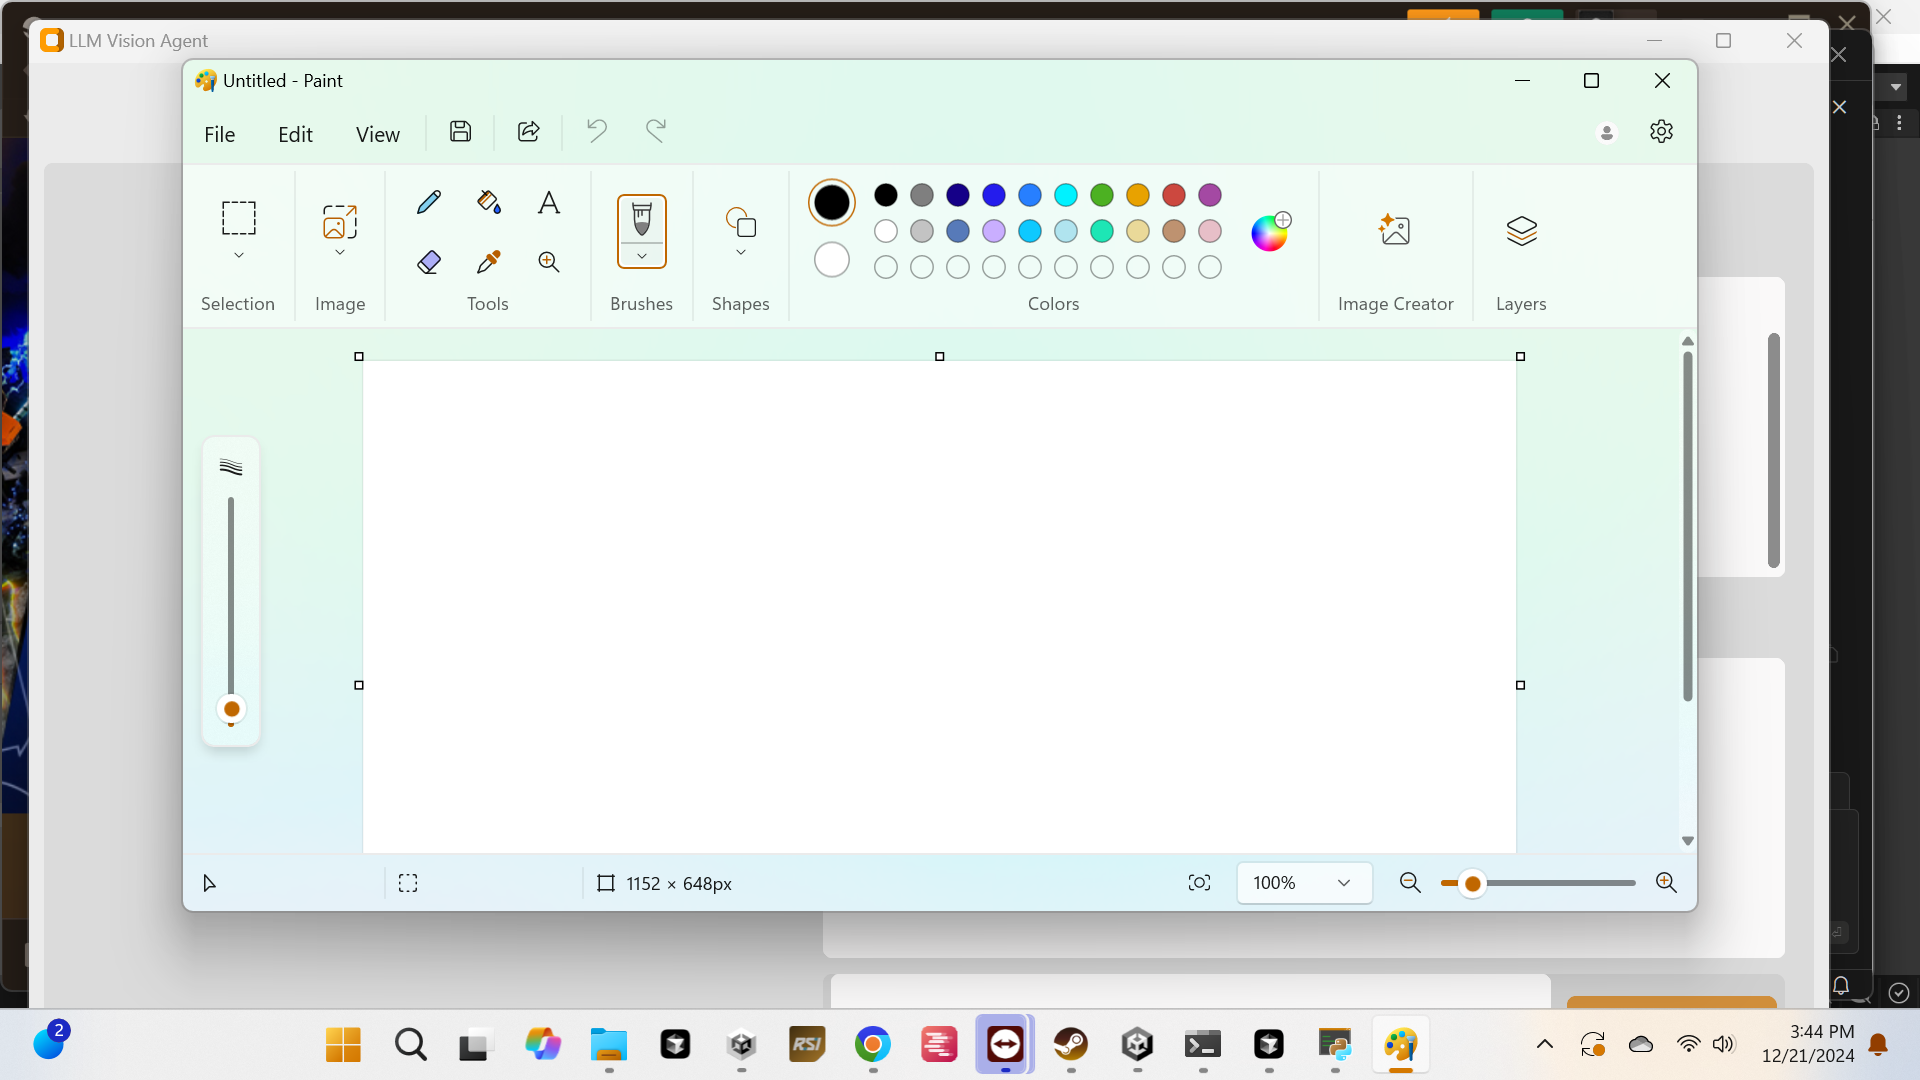 LLM Vision Agent
Untitled - Paint
File Edit View
Selection Image Tools Brushes Shapes Colors Image Creator Layers
1152 × 648px 100%
2
RSI
3:44 PM
12/21/2024